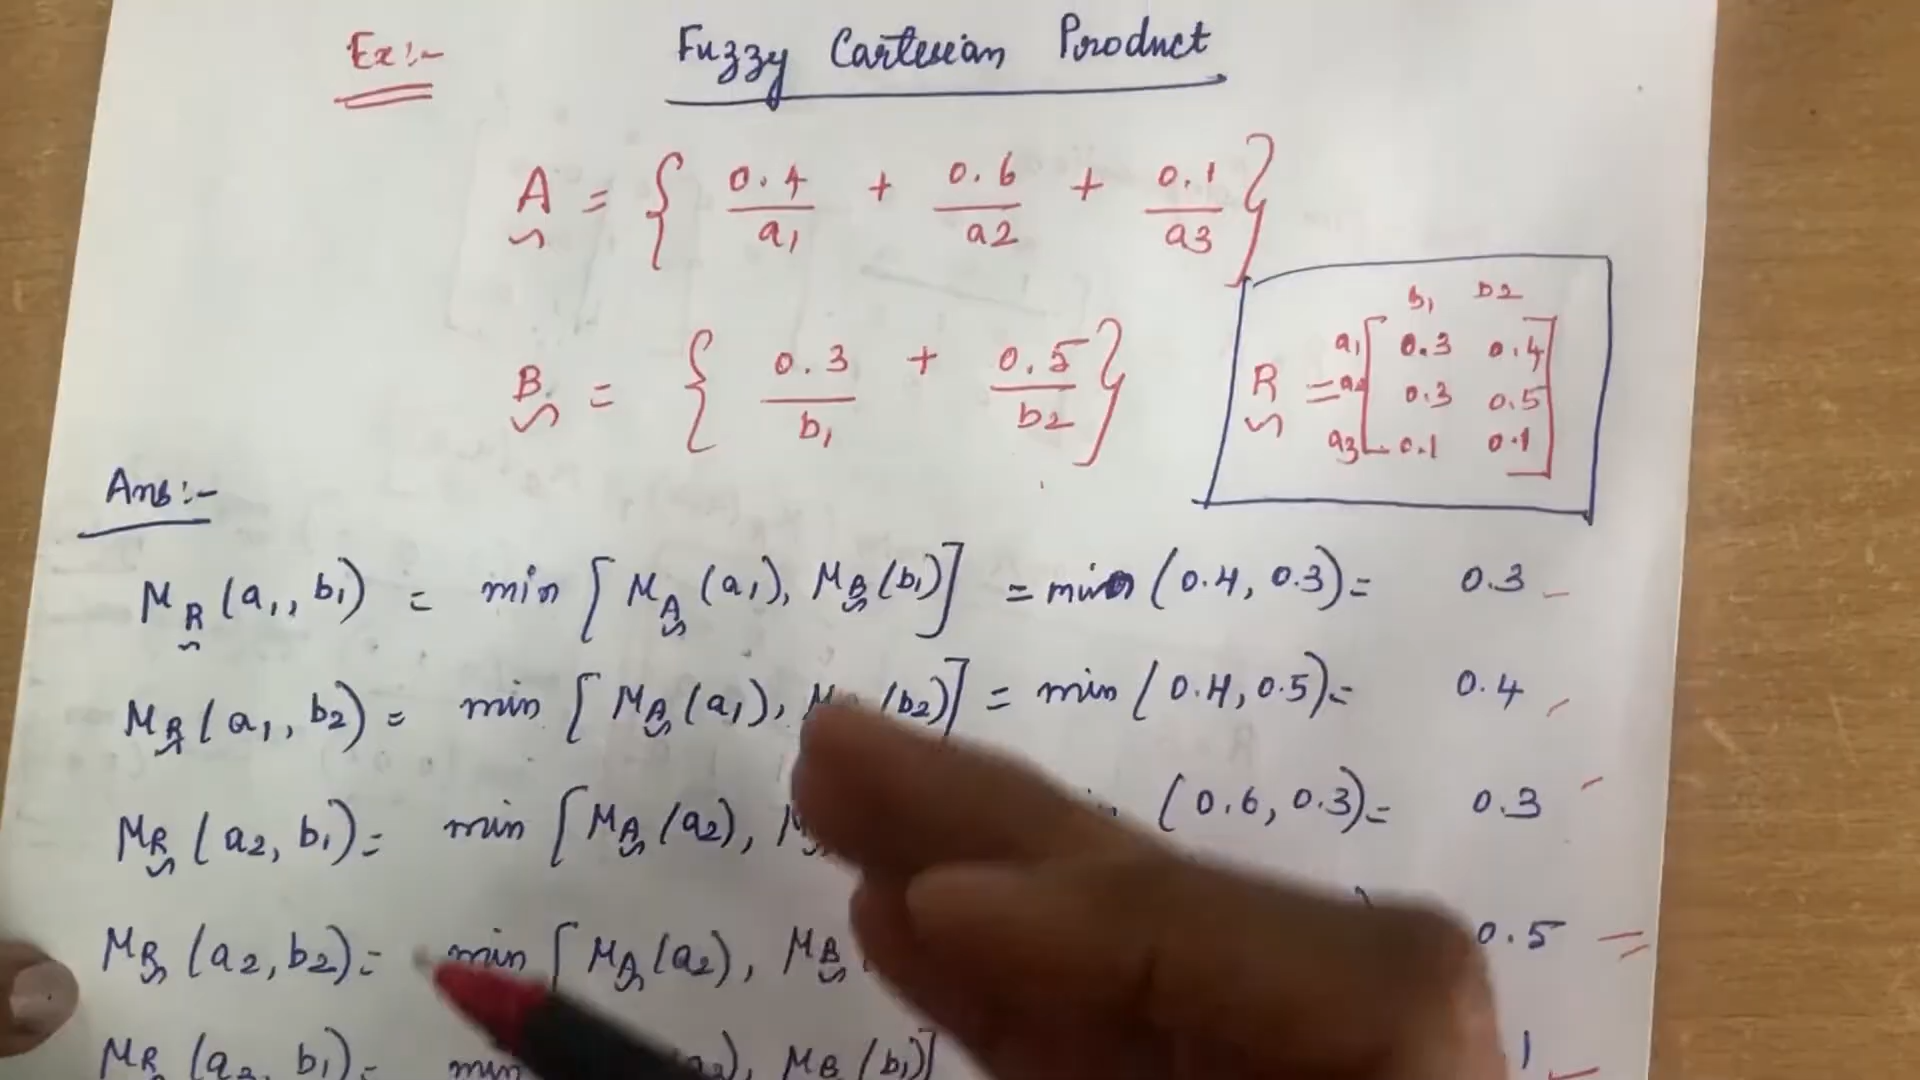 Ex:-
Fuzzy Cartesian Product
A = { 0.4/a1 + 0.6/a2 + 0.1/a3 }
B = { 0.3/b1 + 0.5/b2 }
b1 b2
R =
a1 [ 0.3 0.4
a2 0.3 0.5
a3 0.1 0.1 ]
Ans:-
μR (a1, b1) = min [ μA (a1), μB (b1) ] = min (0.4, 0.3) = 0.3
μR (a1, b2) = min [ μA (a1), (b2) ] = min (0.4, 0.5) = 0.4
μR (a2, b1) = min [ μA (a2), (0.6, 0.3) = 0.3
μR (a2, b2) = min [ μA (a2), μB 0.5
μR (a3, b1) = min μB (b1) ]